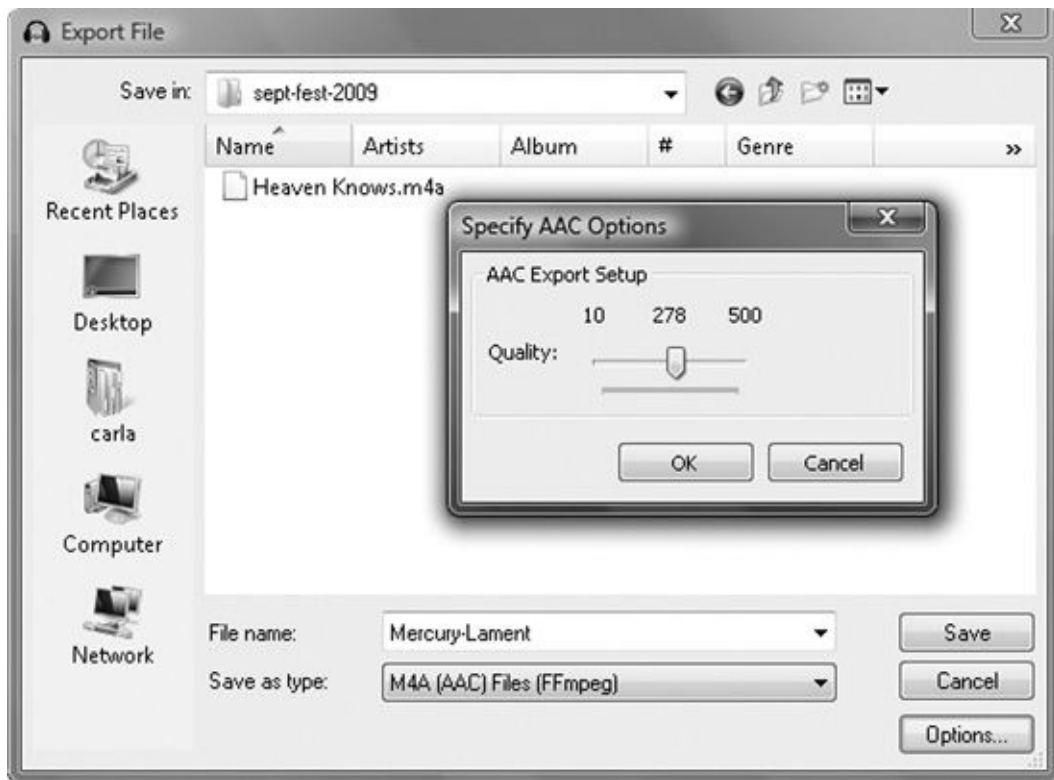 Export File
Save in:
sept-fest-2009
Name Artists Album # Genre »
Heaven Knows.m4a
Recent Places
Desktop
carla
Computer
Network
Specify AAC Options
AAC Export Setup
10 278 500
Quality:
OK Cancel
File name: Mercury-Lament Save
Save as type: M4A (AAC) Files (FFmpeg) Cancel
Options...